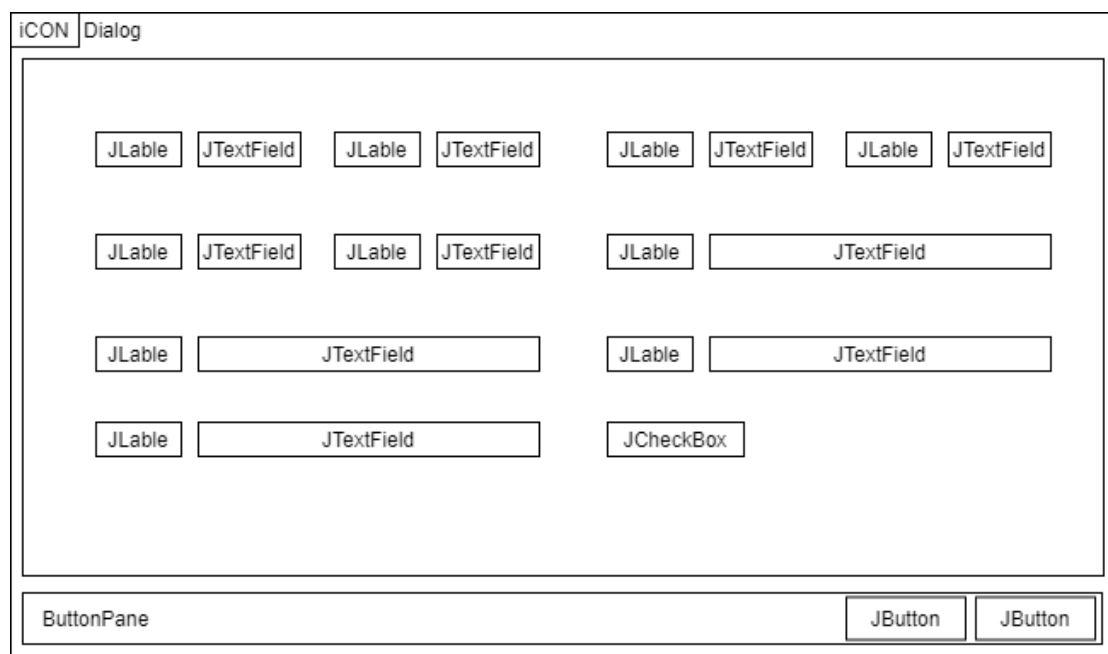 iCON Dialog
JLable JTextField JLable JTextField JLable JTextField JLable JTextField
JLable JTextField JLable JTextField JLable JTextField
JLable JTextField JLable JTextField
JLable JTextField JCheckBox
ButtonPane JButton JButton